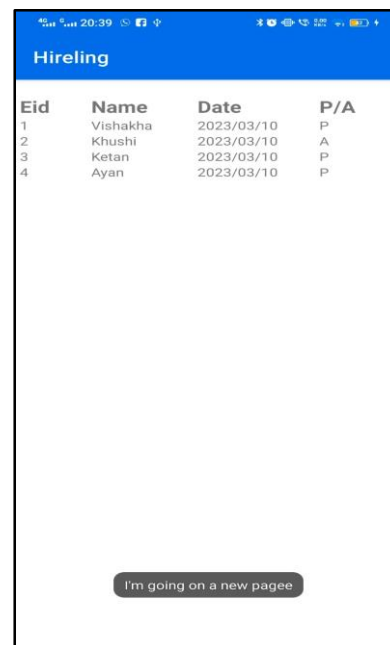 20:39
Hireling
Eid Name Date P/A
1 Vishakha 2023/03/10 P
2 Khushi 2023/03/10 A
3 Ketan 2023/03/10 P
4 Ayan 2023/03/10 P
I'm going on a new pagee